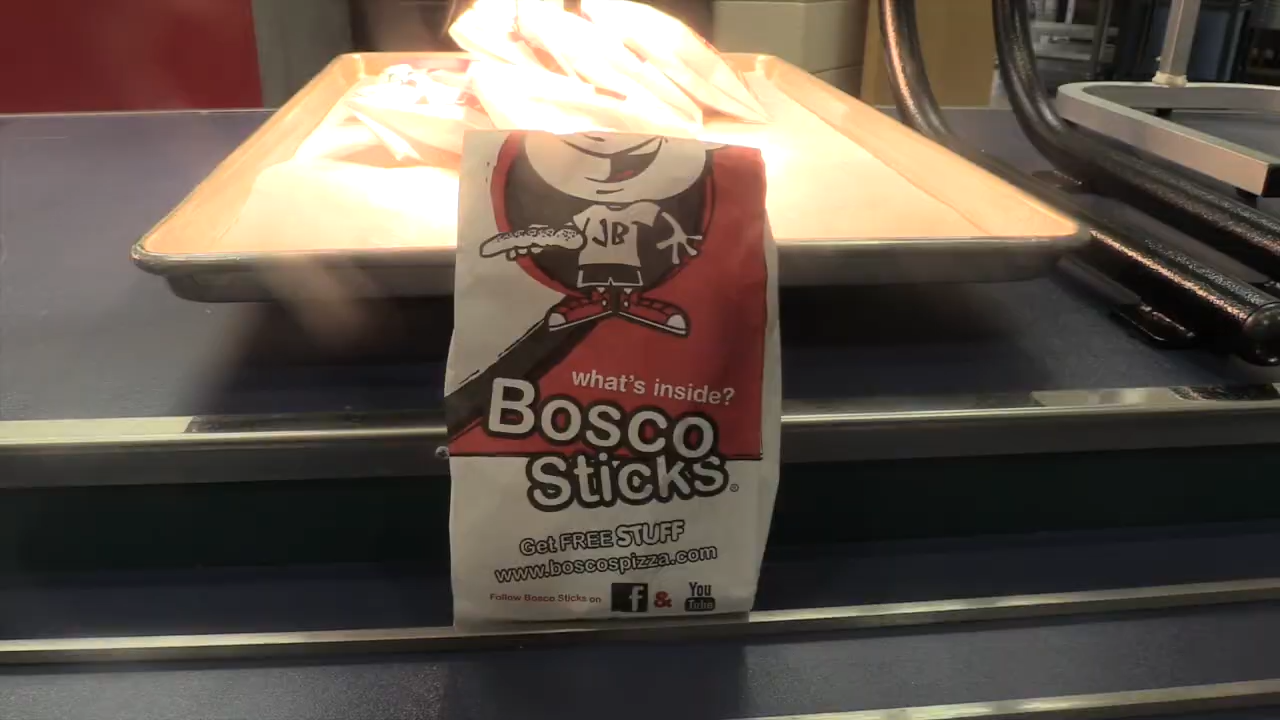 JB
what's inside?
Bosco
Sticks®
Get FREE STUFF
www.boscospizza.com
Follow Bosco Sticks on f & You
Tube